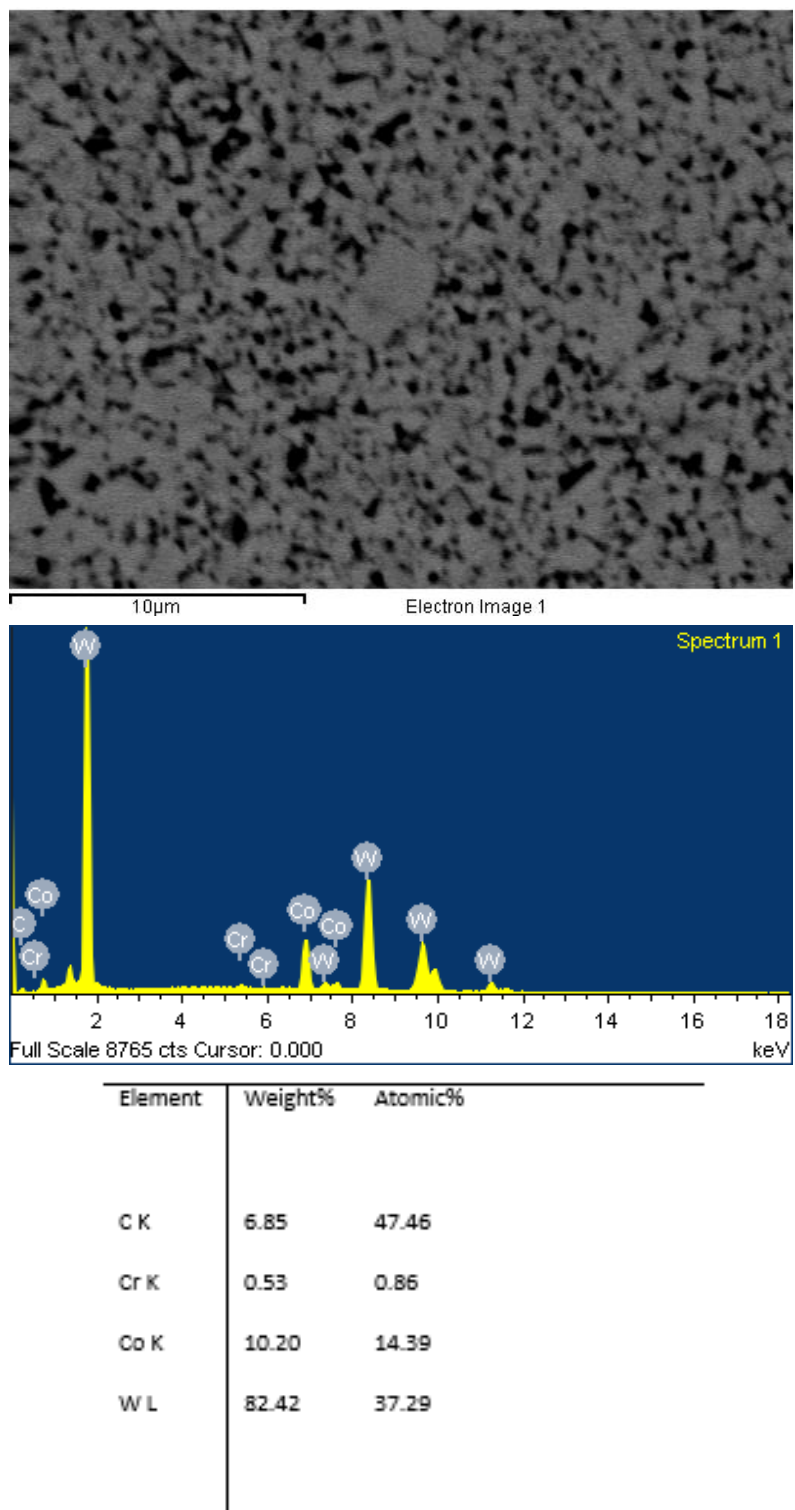 10µm Electron Image 1
Spectrum 1
W
Co
C
Cr
Cr
Cr
Co
W
Co
W
W
W
2 4 6 8 10 12 14 16 18
Full Scale 8765 cts Cursor: 0.000 keV
Element Weight% Atomic%
C K 6.85 47.46
Cr K 0.53 0.86
Co K 10.20 14.39
W L 82.42 37.29